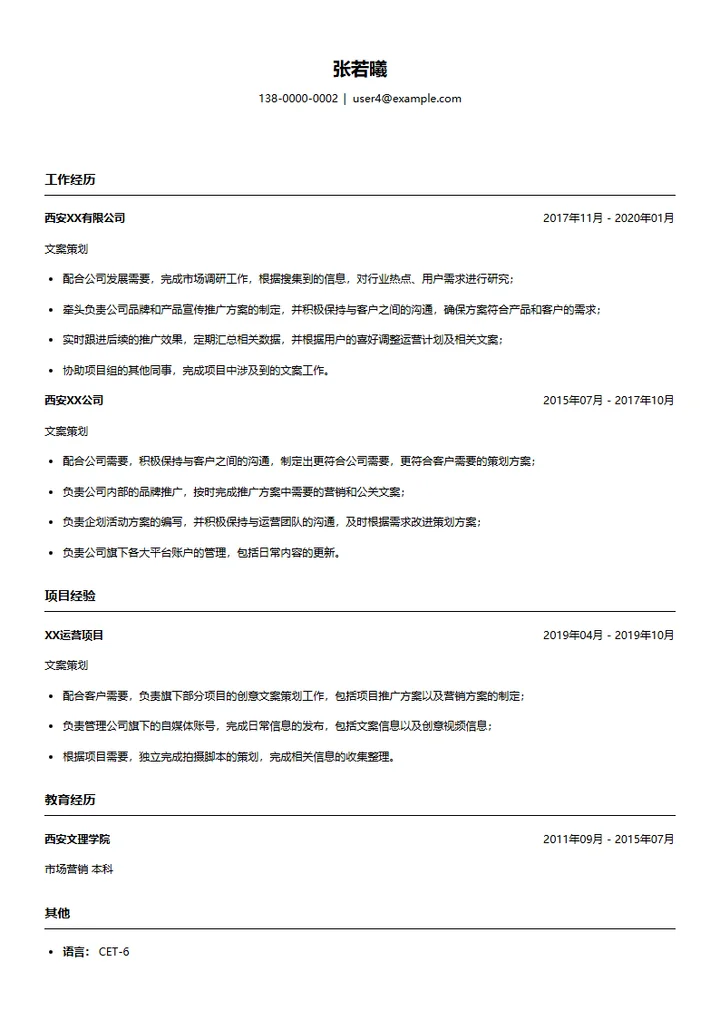 张若曦
138-0000-0002 | user4@example.com
工作经历
西安XX有限公司 2017年11月 - 2020年01月
文案策划
• 配合公司发展需要，完成市场调研工作，根据搜集到的信息，对行业热点、用户需求进行研究；
• 牵头负责公司品牌和产品宣传推广方案的制定，并积极保持与客户之间的沟通，确保方案符合产品和客户的需求；
• 实时跟进后续的推广效果，定期汇总相关数据，并根据用户的喜好调整运营计划及相关文案；
• 协助项目组的其他同事，完成项目中涉及到的文案工作。
西安XX公司 2015年07月 - 2017年10月
文案策划
• 配合公司需要，积极保持与客户之间的沟通，制定出更符合公司需要，更符合客户需要的策划方案；
• 负责公司内部的品牌推广，按时完成推广方案中需要的营销和公关文案；
• 负责企划活动方案的编写，并积极保持与运营团队的沟通，及时根据需求改进策划方案；
• 负责公司旗下各大平台账户的管理，包括日常内容的更新。
项目经验
XX运营项目 2019年04月 - 2019年10月
文案策划
• 配合客户需要，负责旗下部分项目的创意文案策划工作，包括项目推广方案以及营销方案的制定；
• 负责管理公司旗下的自媒体账号，完成日常信息的发布，包括文案信息以及创意视频信息；
• 根据项目需要，独立完成拍摄脚本的策划，完成相关信息的收集整理。
教育经历
西安文理学院 2011年09月 - 2015年07月
市场营销 本科
其他
• 语言： CET-6